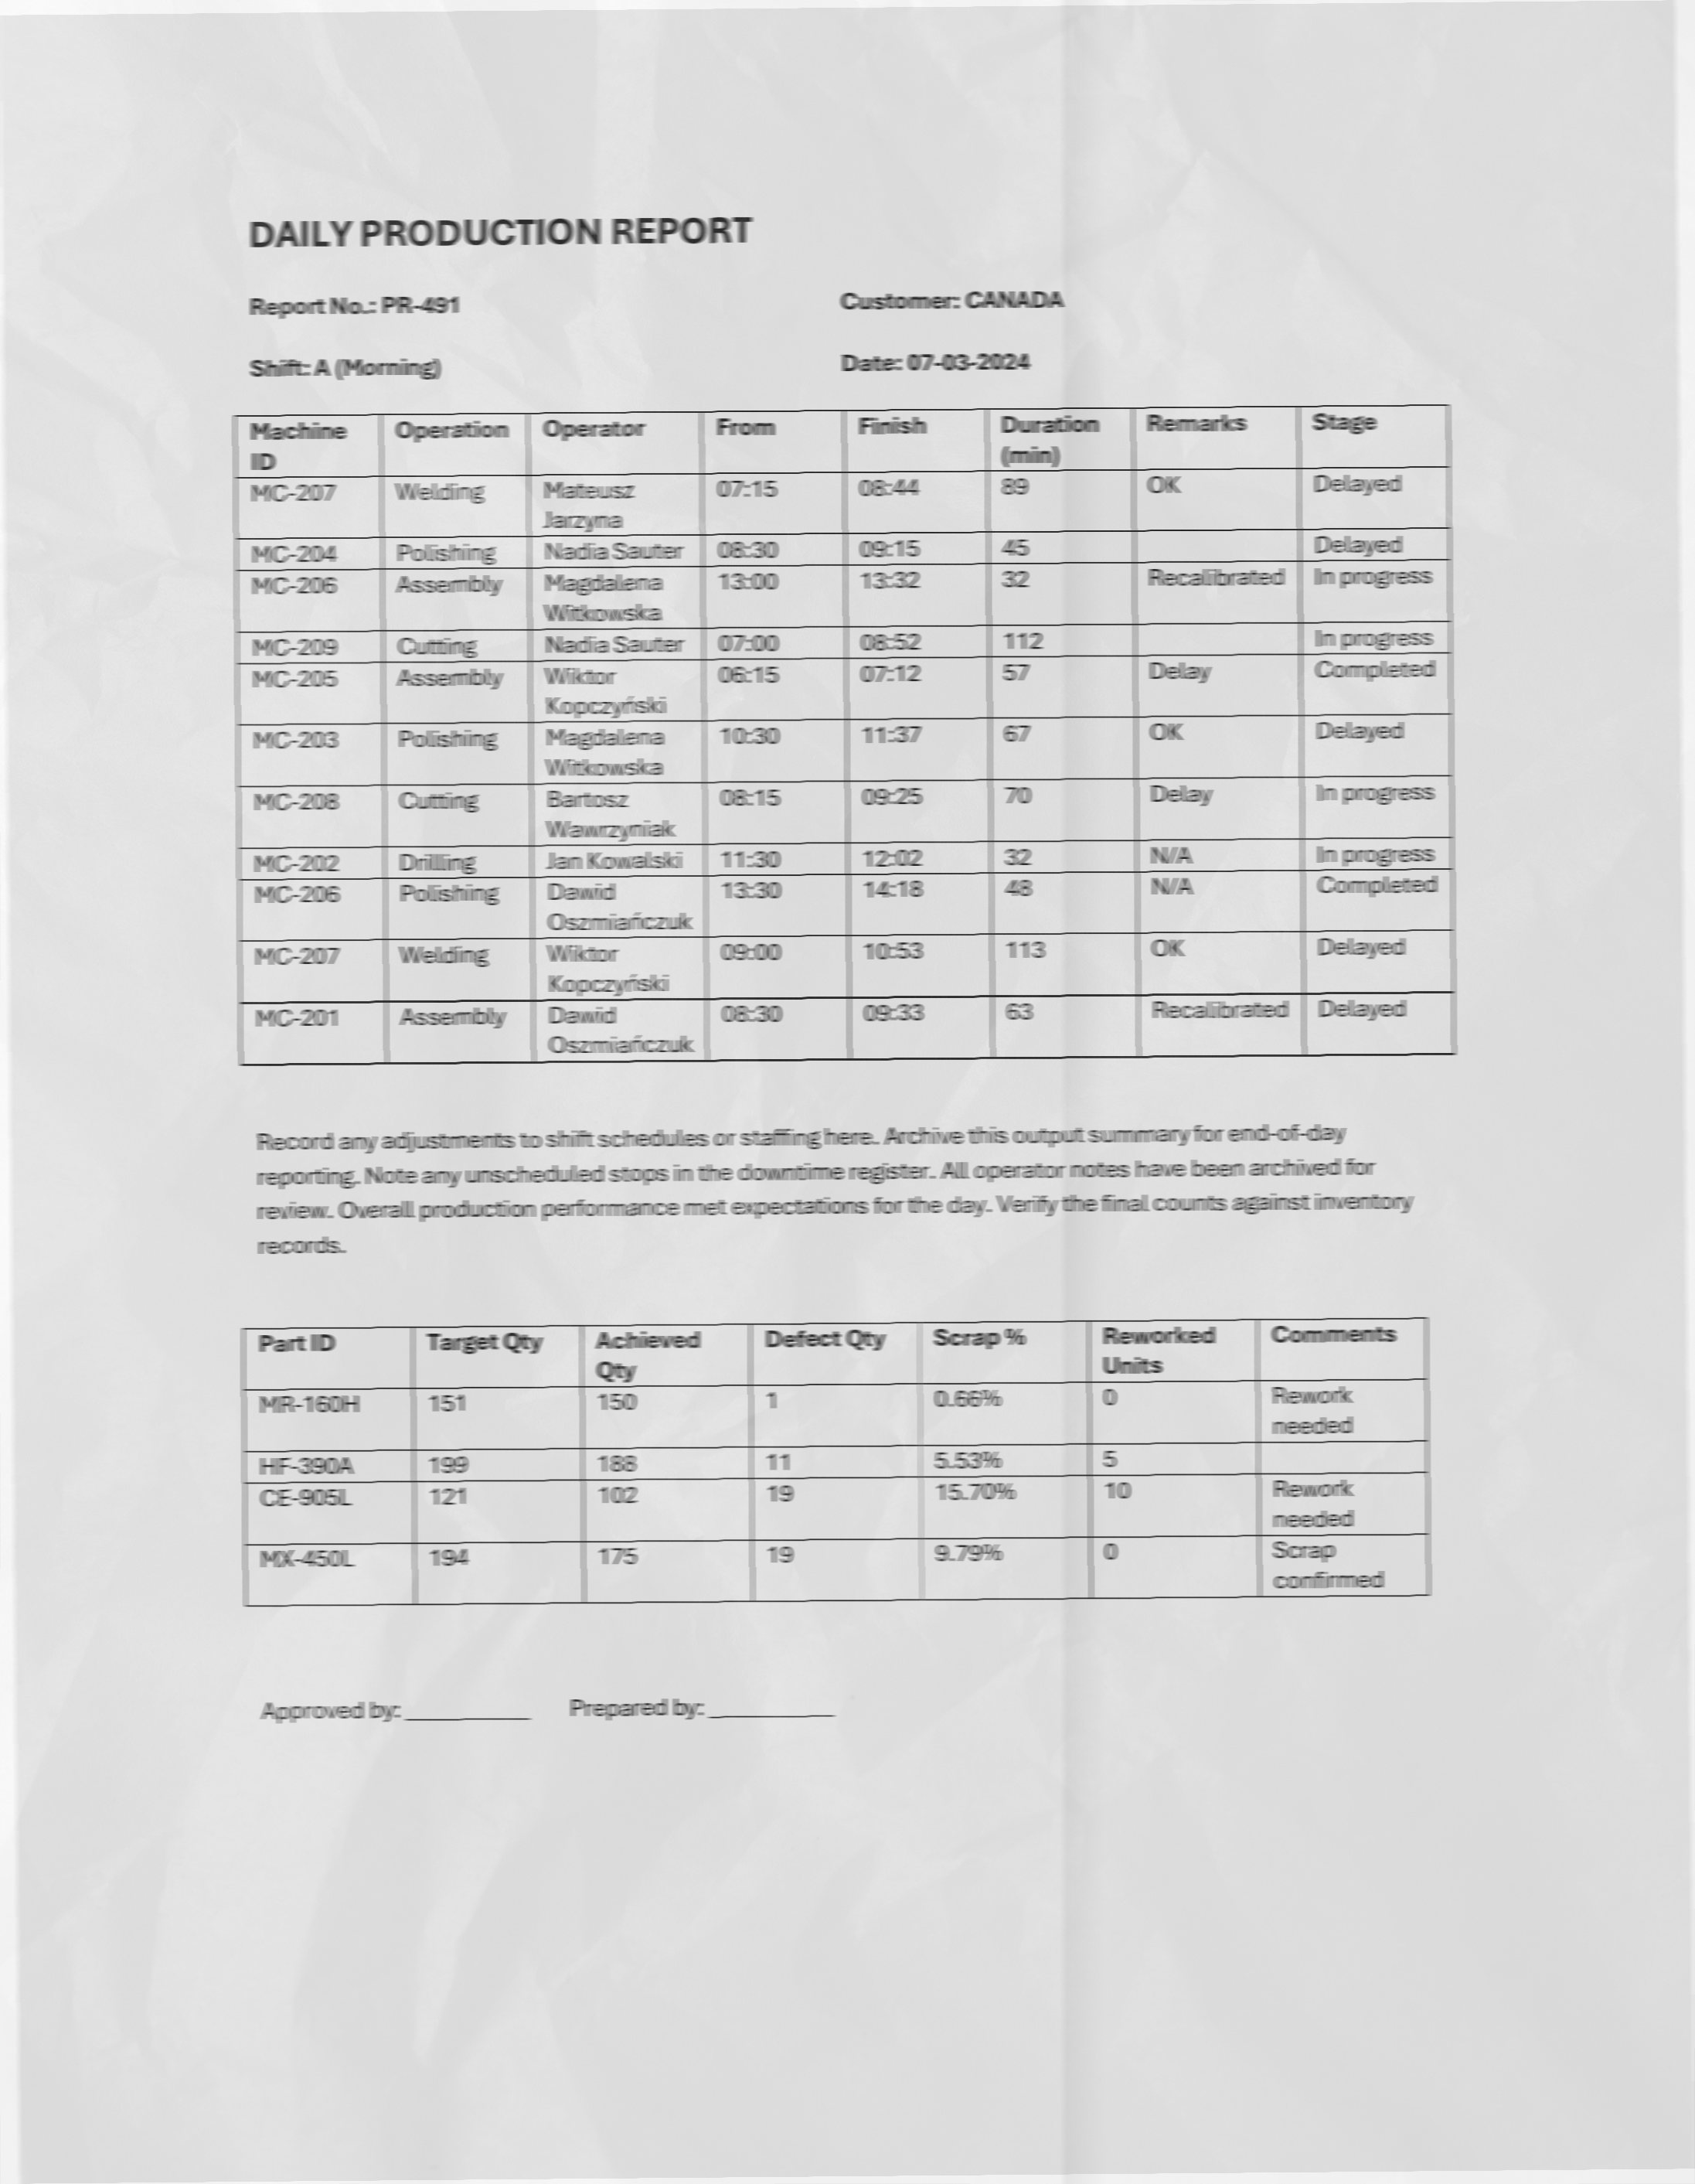 DAILY PRODUCTION REPORT
Report No.: PR-491 Customer: CANADA
Shift: A (Morning) Date: 07-03-2024
Machine ID Operation Operator From Finish Duration (min) Remarks Stage
MC-207 Welding Mateusz Jarzyna 07:15 08:44 89 OK Delayed
MC-204 Polishing Nadia Sauter 08:30 09:15 45 Delayed
MC-206 Assembly Magdalena Witkowska 13:00 13:32 32 Recalibrated In progress
MC-209 Cutting Nadia Sauter 07:00 08:52 112 In progress
MC-205 Assembly Wiktor Kopczyński 06:15 07:12 57 Delay Completed
MC-203 Polishing Magdalena Witkowska 10:30 11:37 67 OK Delayed
MC-208 Cutting Bartosz Wawrzyniak 08:15 09:25 70 Delay In progress
MC-202 Drilling Jan Kowalski 11:30 12:02 32 N/A In progress
MC-206 Polishing Dawid Oszmiańczuk 13:30 14:18 48 N/A Completed
MC-207 Welding Wiktor Kopczyński 09:00 10:53 113 OK Delayed
MC-201 Assembly Dawid Oszmiańczuk 08:30 09:33 63 Recalibrated Delayed
Record any adjustments to shift schedules or staffing here. Archive this output summary for end-of-day
reporting. Note any unscheduled stops in the downtime register. All operator notes have been archived for
review. Overall production performance met expectations for the day. Verify the final counts against inventory
records.
Part ID Target Qty Achieved Qty Defect Qty Scrap % Reworked Units Comments
MR-160H 151 150 1 0.66% 0 Rework needed
HF-390A 199 188 11 5.53% 5
CE-905L 121 102 19 15.70% 10 Rework needed
MX-450L 194 175 19 9.79% 0 Scrap confirmed
Approved by: __________ Prepared by: __________